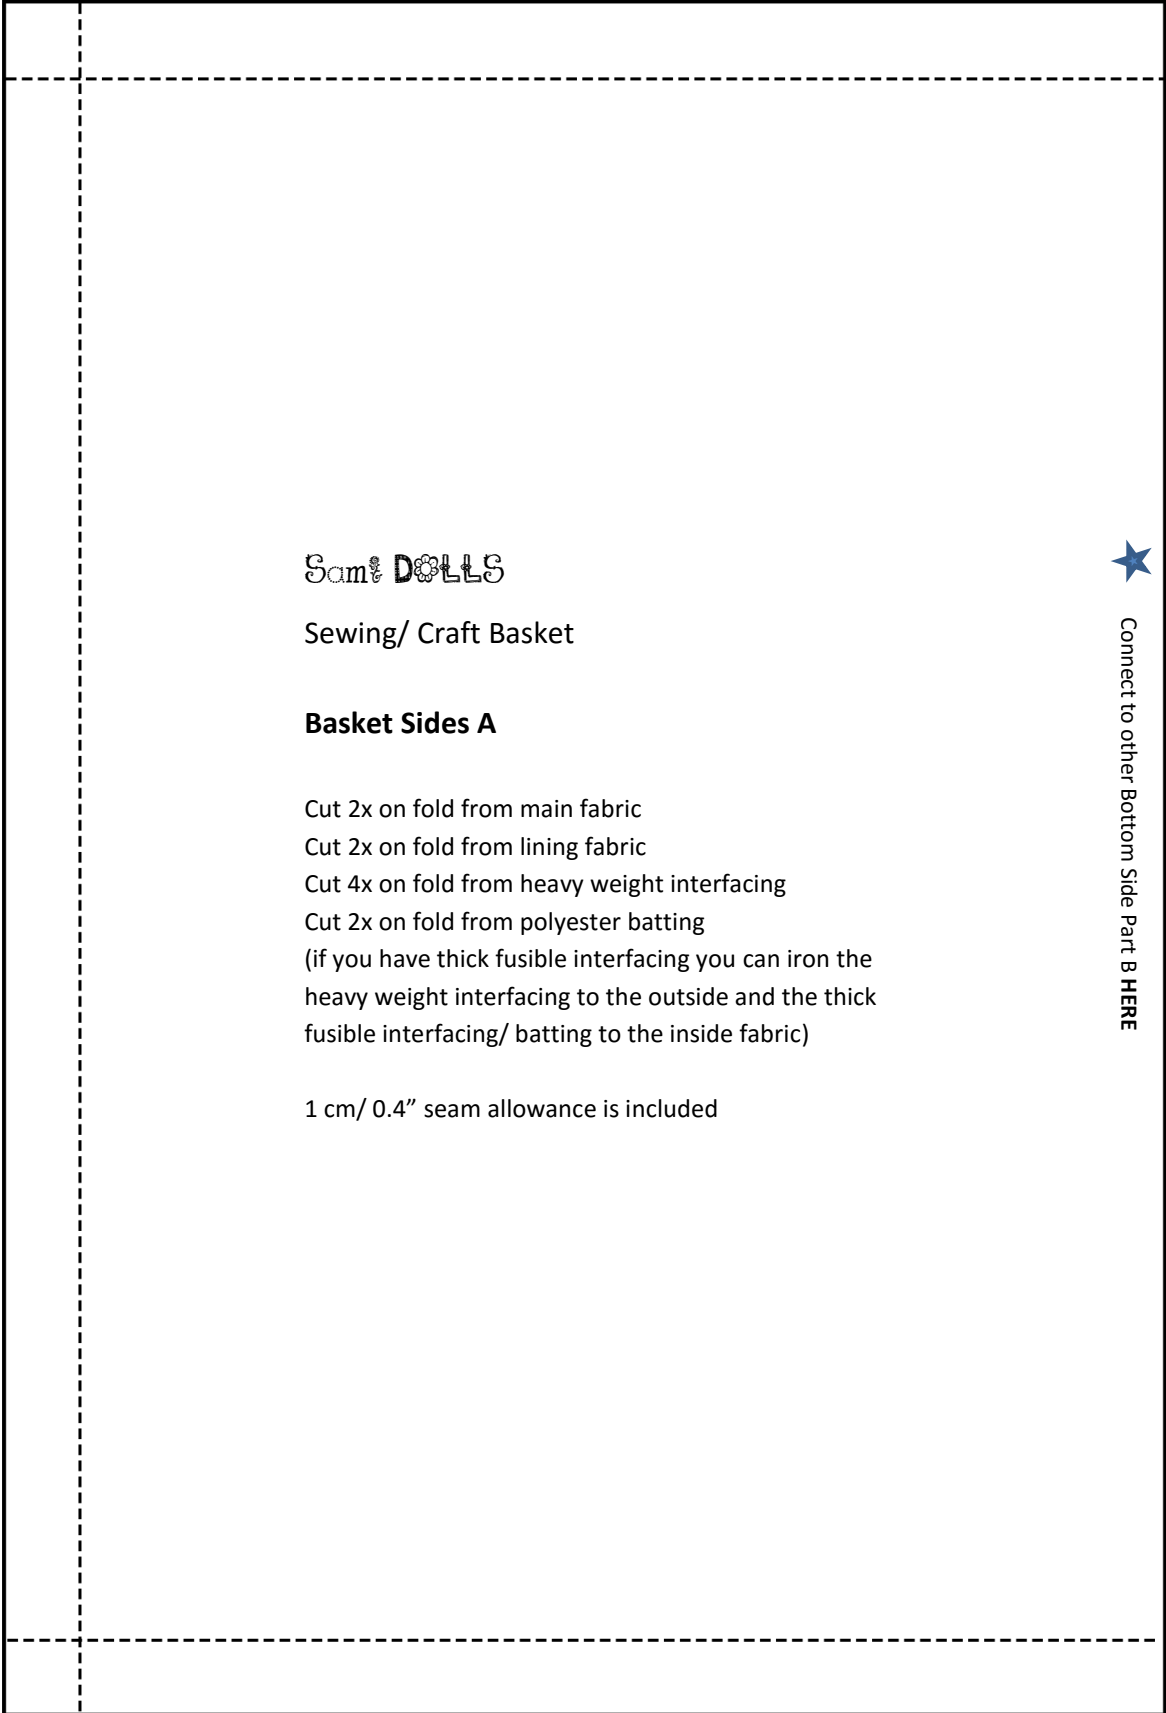 Sami DOLLS
Sewing/ Craft Basket
Basket Sides A
Cut 2x on fold from main fabric
Cut 2x on fold from lining fabric
Cut 4x on fold from heavy weight interfacing
Cut 2x on fold from polyester batting
(if you have thick fusible interfacing you can iron the
heavy weight interfacing to the outside and the thick
fusible interfacing/ batting to the inside fabric)
1 cm/ 0.4” seam allowance is included
Connect to other Bottom Side Part B HERE